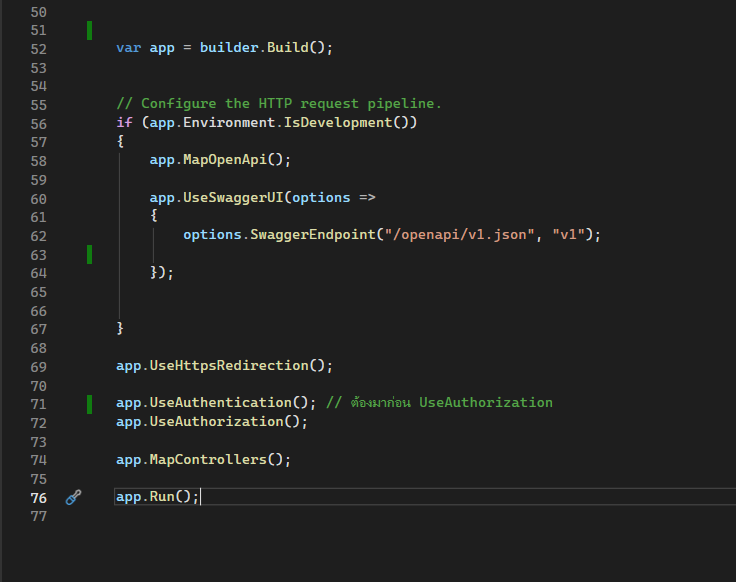 50
51
52 var app = builder.Build();
53
54
55 // Configure the HTTP request pipeline.
56 if (app.Environment.IsDevelopment())
57 {
58 app.MapOpenApi();
59
60 app.UseSwaggerUI(options =>
61 {
62 options.SwaggerEndpoint("/openapi/v1.json", "v1");
63
64 });
65
66
67 }
68
69 app.UseHttpsRedirection();
70
71 app.UseAuthentication(); // ต้องมาก่อน UseAuthorization
72 app.UseAuthorization();
73
74 app.MapControllers();
75
76 app.Run();
77